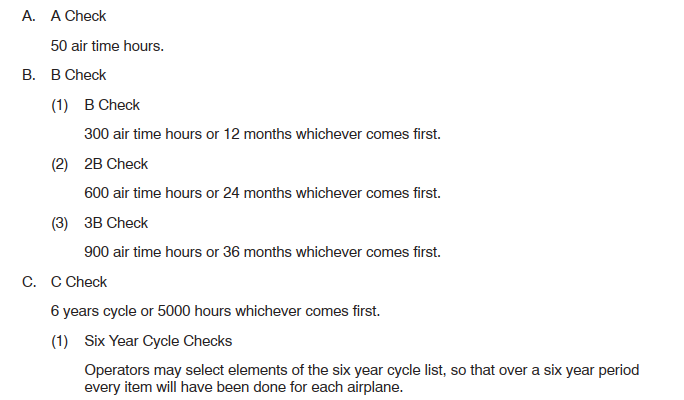 A. A Check
50 air time hours.
B. B Check
(1) B Check
300 air time hours or 12 months whichever comes first.
(2) 2B Check
600 air time hours or 24 months whichever comes first.
(3) 3B Check
900 air time hours or 36 months whichever comes first.
C. C Check
6 years cycle or 5000 hours whichever comes first.
(1) Six Year Cycle Checks
Operators may select elements of the six year cycle list, so that over a six year period
every item will have been done for each airplane.